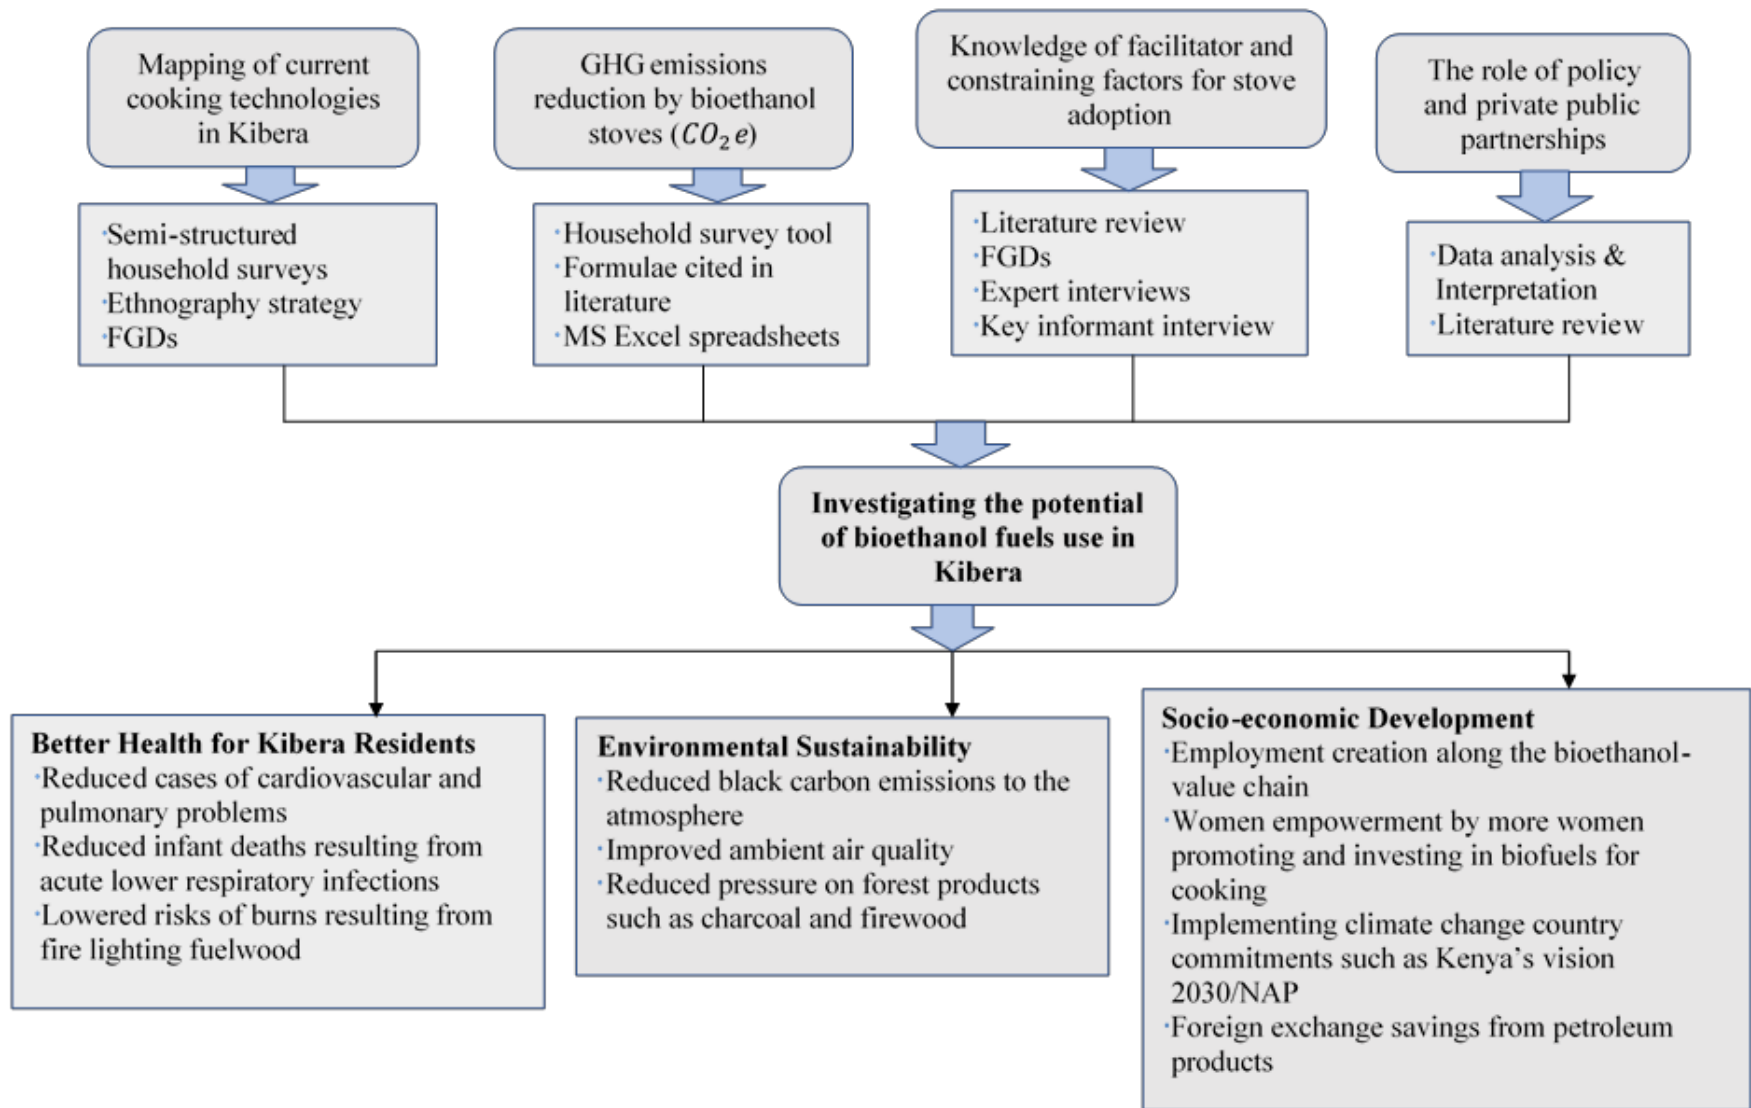 Mapping of current
cooking technologies
in Kibera
GHG emissions
reduction by bioethanol
stoves (CO₂e)
Knowledge of facilitator and
constraining factors for stove
adoption
The role of policy
and private public
partnerships
·Semi-structured
household surveys
·Ethnography strategy
·FGDs
·Household survey tool
·Formulae cited in
literature
·MS Excel spreadsheets
·Literature review
·FGDs
·Expert interviews
·Key informant interview
·Data analysis &
Interpretation
·Literature review
Investigating the potential
of bioethanol fuels use in
Kibera
Better Health for Kibera Residents
·Reduced cases of cardiovascular and
pulmonary problems
·Reduced infant deaths resulting from
acute lower respiratory infections
·Lowered risks of burns resulting from
fire lighting fuelwood
Environmental Sustainability
·Reduced black carbon emissions to the
atmosphere
·Improved ambient air quality
·Reduced pressure on forest products
such as charcoal and firewood
Socio-economic Development
·Employment creation along the bioethanol-
value chain
·Women empowerment by more women
promoting and investing in biofuels for
cooking
·Implementing climate change country
commitments such as Kenya’s vision
2030/NAP
·Foreign exchange savings from petroleum
products